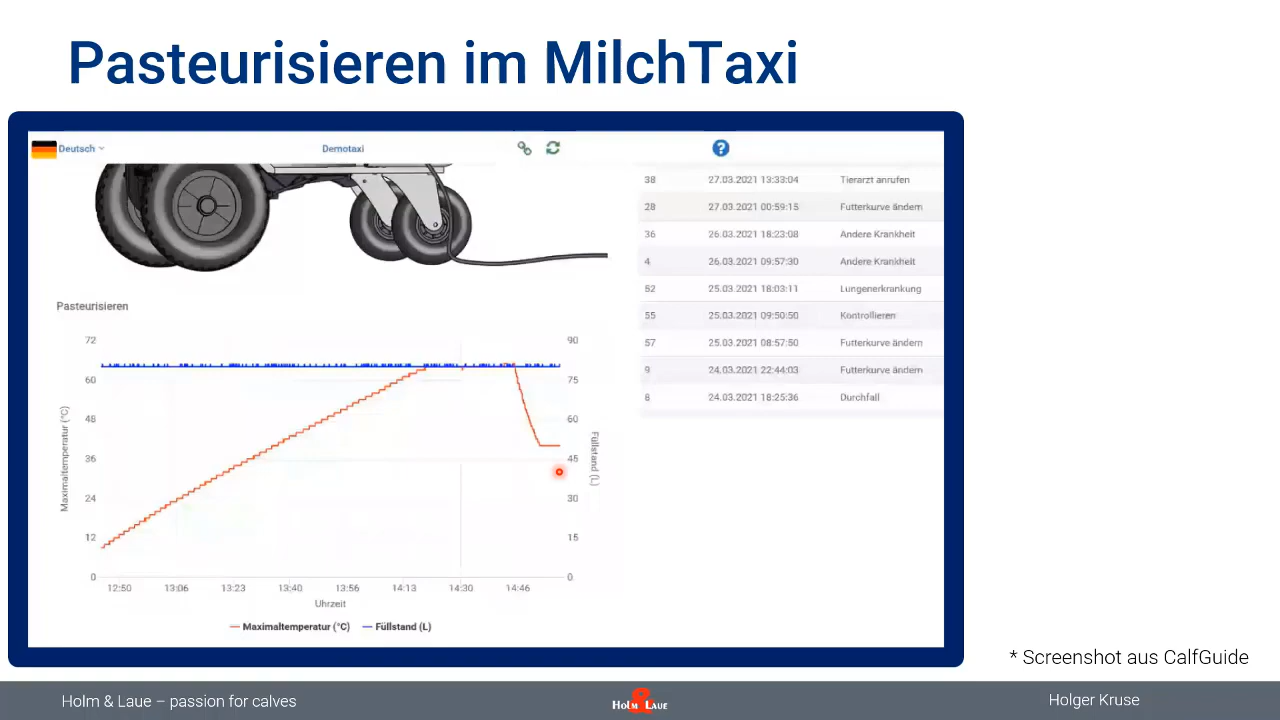 Pasteurisieren im MilchTaxi
Deutsch
Demotaxi
?
38 27.03.2021 13:33:04 Tierarzt anrufen
28 27.03.2021 00:59:15 Futterkurve ändern
36 26.03.2021 18:23:08 Andere Krankheit
4 26.03.2021 09:57:30 Andere Krankheit
52 25.03.2021 18:03:11 Lungenerkrankung
55 25.03.2021 09:50:50 Kontrollieren
57 25.03.2021 08:57:50 Futterkurve ändern
9 24.03.2021 22:44:03 Futterkurve ändern
8 24.03.2021 18:25:36 Durchfall
Pasteurisieren
72 90
60 75
48 60
36 45
24 30
12 15
0 0
Maximaltemperatur (°C)
Füllstand (L)
12:50 13:06 13:23 13:40 13:56 14:13 14:30 14:46
Uhrzeit
Maximaltemperatur (°C) Füllstand (L)
* Screenshot aus CalfGuide
Holm & Laue – passion for calves
Holm & Laue
Holger Kruse